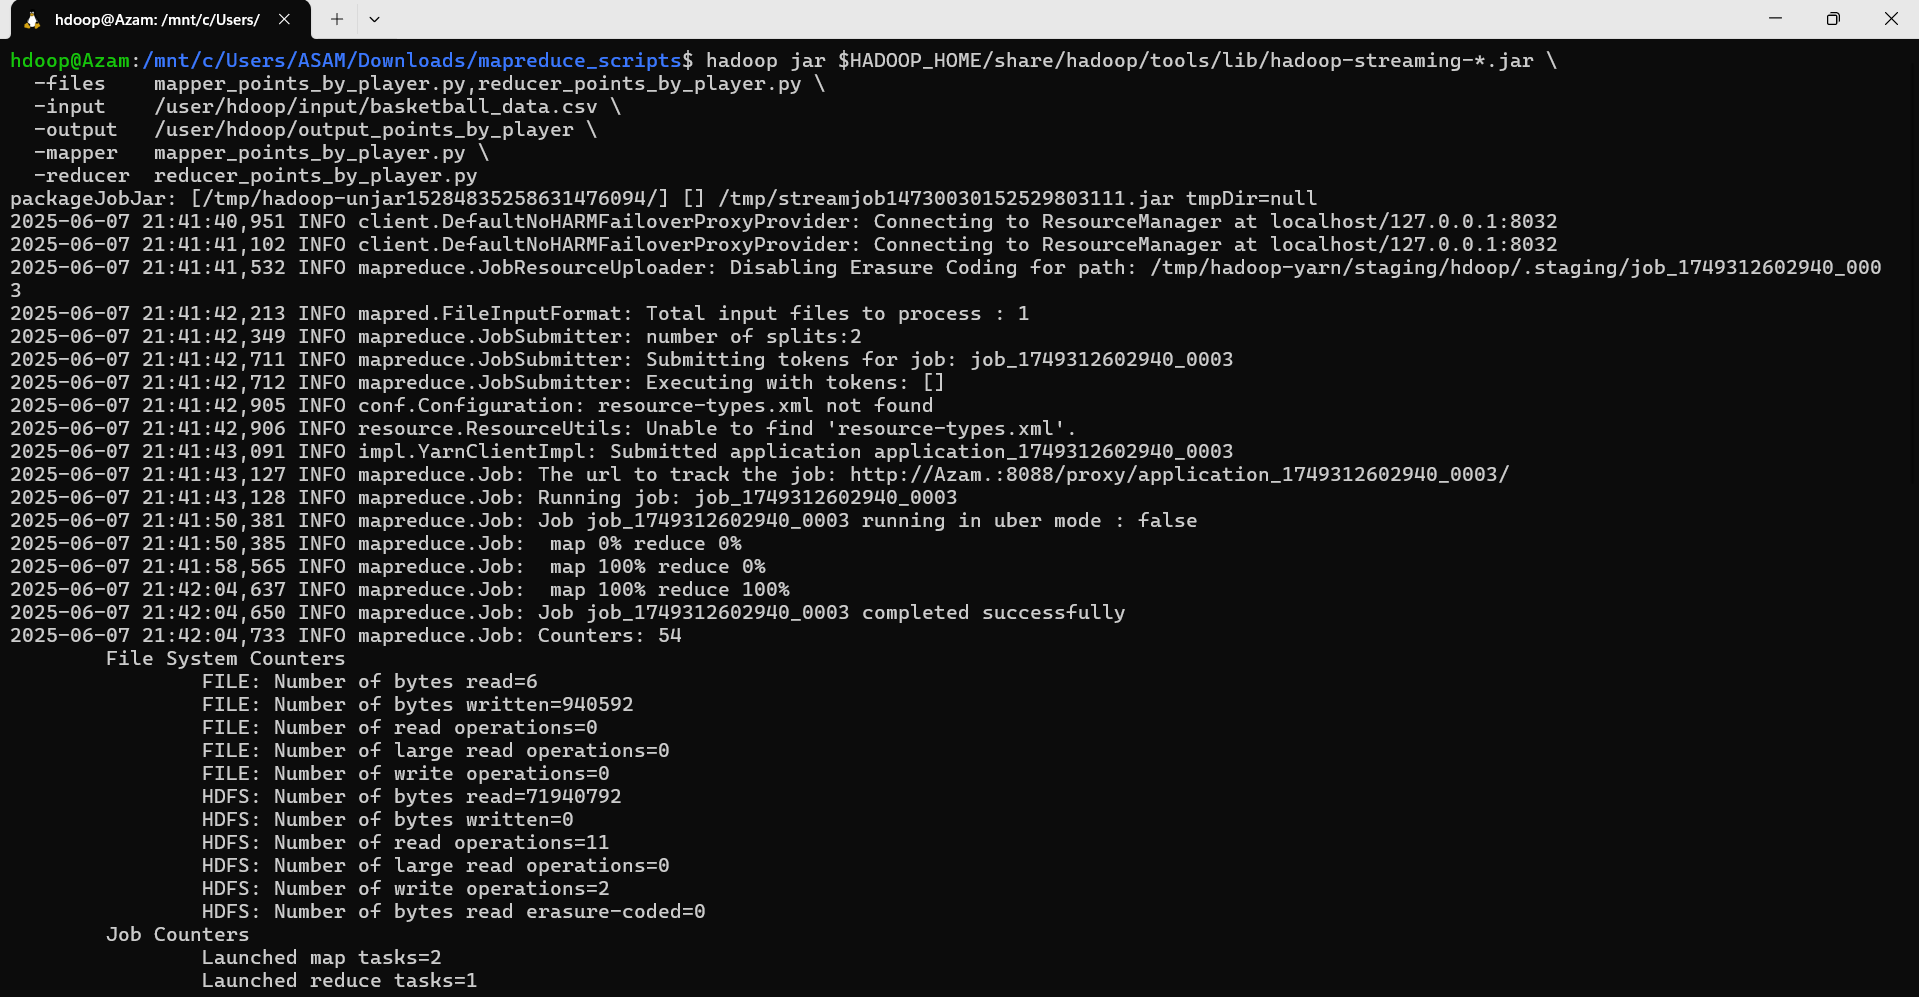 hdoop@Azam: /mnt/c/Users/
hdoop@Azam:/mnt/c/Users/ASAM/Downloads/mapreduce_scripts$ hadoop jar $HADOOP_HOME/share/hadoop/tools/lib/hadoop-streaming-*.jar \
  -files    mapper_points_by_player.py,reducer_points_by_player.py \
  -input    /user/hdoop/input/basketball_data.csv \
  -output   /user/hdoop/output_points_by_player \
  -mapper   mapper_points_by_player.py \
  -reducer  reducer_points_by_player.py
packageJobJar: [/tmp/hadoop-unjar15284835258631476094/] [] /tmp/streamjob14730030152529803111.jar tmpDir=null
2025-06-07 21:41:40,951 INFO client.DefaultNoHARMFailoverProxyProvider: Connecting to ResourceManager at localhost/127.0.0.1:8032
2025-06-07 21:41:41,102 INFO client.DefaultNoHARMFailoverProxyProvider: Connecting to ResourceManager at localhost/127.0.0.1:8032
2025-06-07 21:41:41,532 INFO mapreduce.JobResourceUploader: Disabling Erasure Coding for path: /tmp/hadoop-yarn/staging/hdoop/.staging/job_1749312602940_000
3
2025-06-07 21:41:42,213 INFO mapred.FileInputFormat: Total input files to process : 1
2025-06-07 21:41:42,349 INFO mapreduce.JobSubmitter: number of splits:2
2025-06-07 21:41:42,711 INFO mapreduce.JobSubmitter: Submitting tokens for job: job_1749312602940_0003
2025-06-07 21:41:42,712 INFO mapreduce.JobSubmitter: Executing with tokens: []
2025-06-07 21:41:42,905 INFO conf.Configuration: resource-types.xml not found
2025-06-07 21:41:42,906 INFO resource.ResourceUtils: Unable to find 'resource-types.xml'.
2025-06-07 21:41:43,091 INFO impl.YarnClientImpl: Submitted application application_1749312602940_0003
2025-06-07 21:41:43,127 INFO mapreduce.Job: The url to track the job: http://Azam.:8088/proxy/application_1749312602940_0003/
2025-06-07 21:41:43,128 INFO mapreduce.Job: Running job: job_1749312602940_0003
2025-06-07 21:41:50,381 INFO mapreduce.Job: Job job_1749312602940_0003 running in uber mode : false
2025-06-07 21:41:50,385 INFO mapreduce.Job:  map 0% reduce 0%
2025-06-07 21:41:58,565 INFO mapreduce.Job:  map 100% reduce 0%
2025-06-07 21:42:04,637 INFO mapreduce.Job:  map 100% reduce 100%
2025-06-07 21:42:04,650 INFO mapreduce.Job: Job job_1749312602940_0003 completed successfully
2025-06-07 21:42:04,733 INFO mapreduce.Job: Counters: 54
        File System Counters
                FILE: Number of bytes read=6
                FILE: Number of bytes written=940592
                FILE: Number of read operations=0
                FILE: Number of large read operations=0
                FILE: Number of write operations=0
                HDFS: Number of bytes read=71940792
                HDFS: Number of bytes written=0
                HDFS: Number of read operations=11
                HDFS: Number of large read operations=0
                HDFS: Number of write operations=2
                HDFS: Number of bytes read erasure-coded=0
        Job Counters
                Launched map tasks=2
                Launched reduce tasks=1